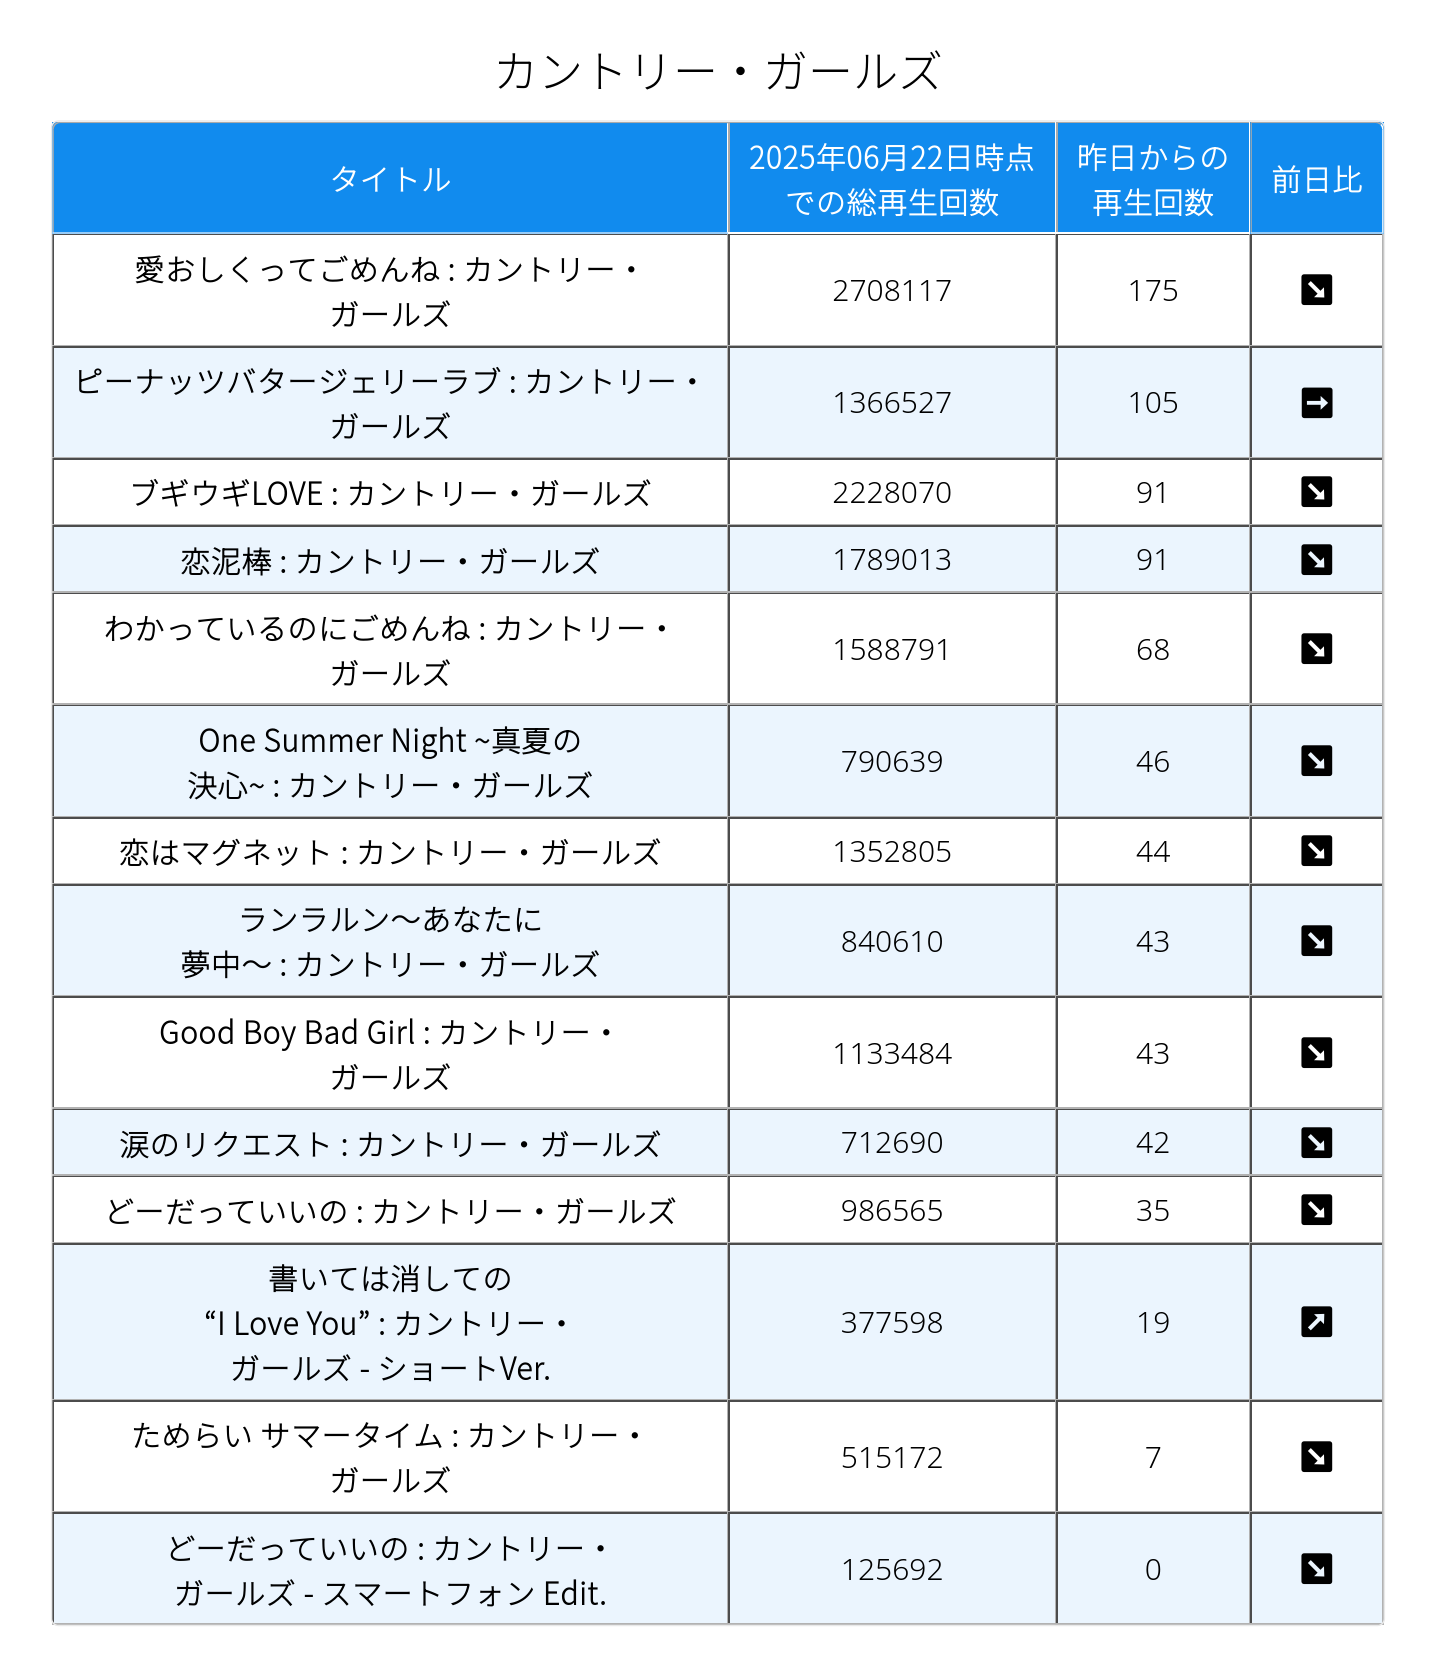 カントリー・ガールズ
タイトル
2025年06月22日時点
での総再生回数
昨日からの
再生回数
前日比
愛おしくってごめんね : カントリー・
ガールズ
2708117
175
ピーナッツバタージェリーラブ : カントリー・
ガールズ
1366527
105
ブギウギLOVE : カントリー・ガールズ
2228070
91
恋泥棒 : カントリー・ガールズ
1789013
91
わかっているのにごめんね : カントリー・
ガールズ
1588791
68
One Summer Night ~真夏の
決心~ : カントリー・ガールズ
790639
46
恋はマグネット : カントリー・ガールズ
1352805
44
ランラルン〜あなたに
夢中〜 : カントリー・ガールズ
840610
43
Good Boy Bad Girl : カントリー・
ガールズ
1133484
43
涙のリクエスト : カントリー・ガールズ
712690
42
どーだっていいの : カントリー・ガールズ
986565
35
書いては消しての
“I Love You” : カントリー・
ガールズ - ショートVer.
377598
19
ためらい サマータイム : カントリー・
ガールズ
515172
7
どーだっていいの : カントリー・
ガールズ - スマートフォン Edit.
125692
0